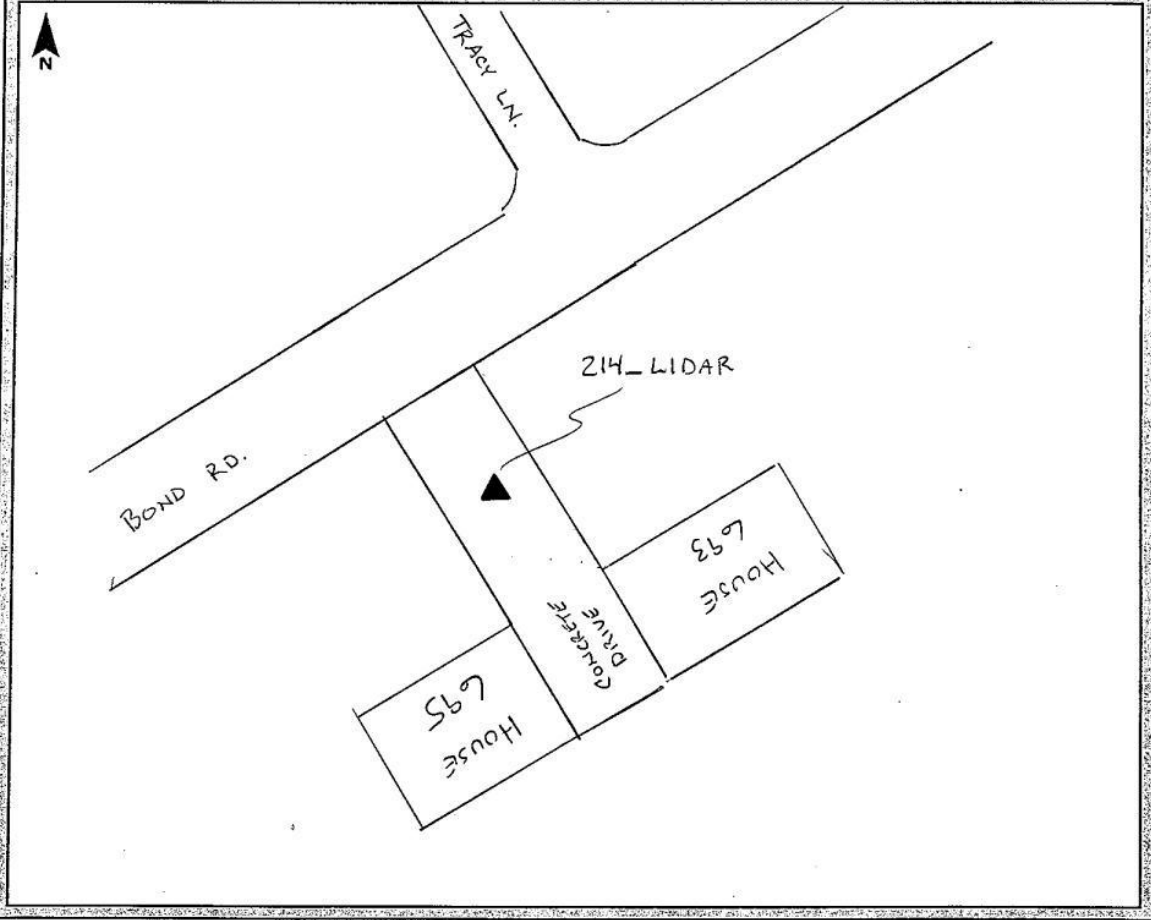 N
TRACY LN.
214_LIDAR
BOND RD.
HOUSE
693
CONCRETE
DRIVE
HOUSE
695